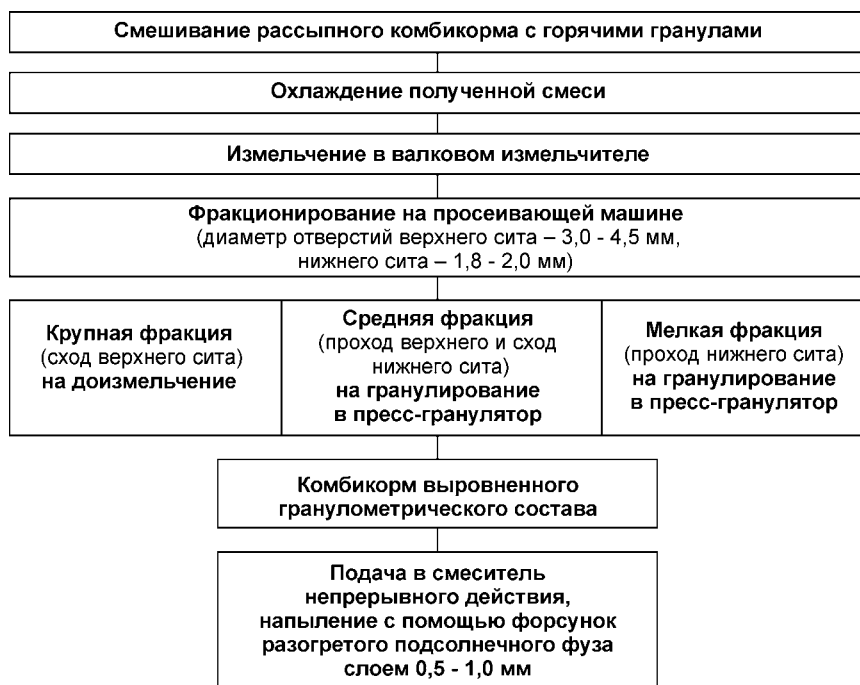 Смешивание рассыпного комбикорма с горячими гранулами
Охлаждение полученной смеси
Измельчение в валковом измельчителе
Фракционирование на просеивающей машине
(диаметр отверстий верхнего сита – 3,0 - 4,5 мм,
нижнего сита – 1,8 - 2,0 мм)
Крупная фракция
(сход верхнего сита)
на доизмельчение
Средняя фракция
(проход верхнего и сход
нижнего сита)
на гранулирование
в пресс-гранулятор
Мелкая фракция
(проход нижнего сита)
на гранулирование
в пресс-гранулятор
Комбикорм выровненного
гранулометрического состава
Подача в смеситель
непрерывного действия,
напыление с помощью форсунок
разогретого подсолнечного фуза
слоем 0,5 - 1,0 мм